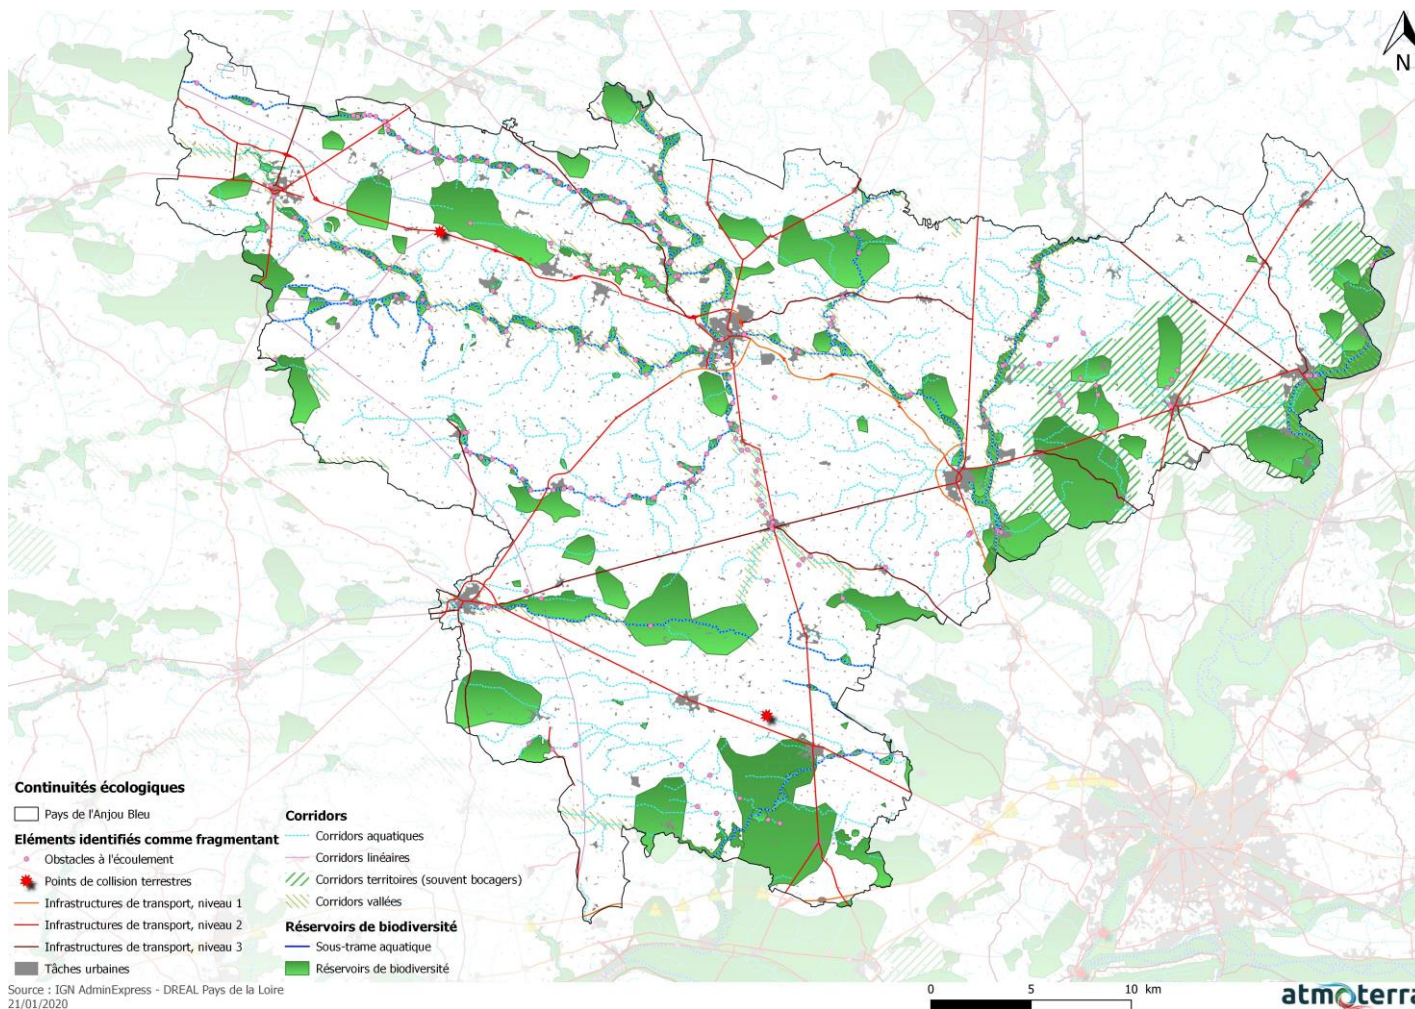 N
Continuités écologiques
Pays de l'Anjou Bleu
Eléments identifiés comme fragmentant
Obstacles à l'écoulement
Points de collision terrestres
Infrastructures de transport, niveau 1
Infrastructures de transport, niveau 2
Infrastructures de transport, niveau 3
Tâches urbaines
Corridors
Corridors aquatiques
Corridors linéaires
Corridors territoires (souvent bocagers)
Corridors vallées
Réservoirs de biodiversité
Sous-trame aquatique
Réservoirs de biodiversité
Source : IGN AdminExpress - DREAL Pays de la Loire
21/01/2020
0 5 10 km
atmoterra